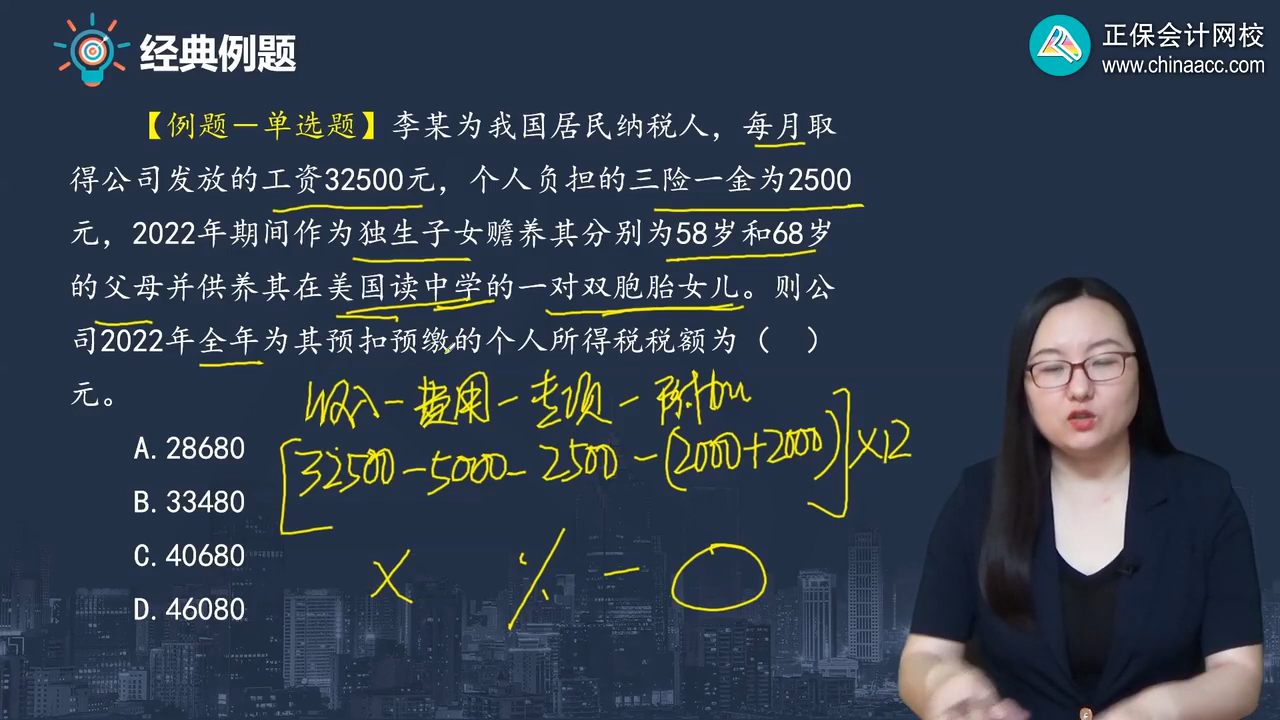 经典例题
正保会计网校
www.chinaacc.com
【例题—单选题】李某为我国居民纳税人，每月取
得公司发放的工资32500元，个人负担的三险一金为2500
元，2022年期间作为独生子女赡养其分别为58岁和68岁
的父母并供养其在美国读中学的一对双胞胎女儿。则公
司2022年全年为其预扣预缴的个人所得税税额为（　）
元。
收入-费用-专项-附加
[32500-5000-2500-(2000+2000)]×12
A. 28680
B. 33480
C. 40680
D. 46080
× % -